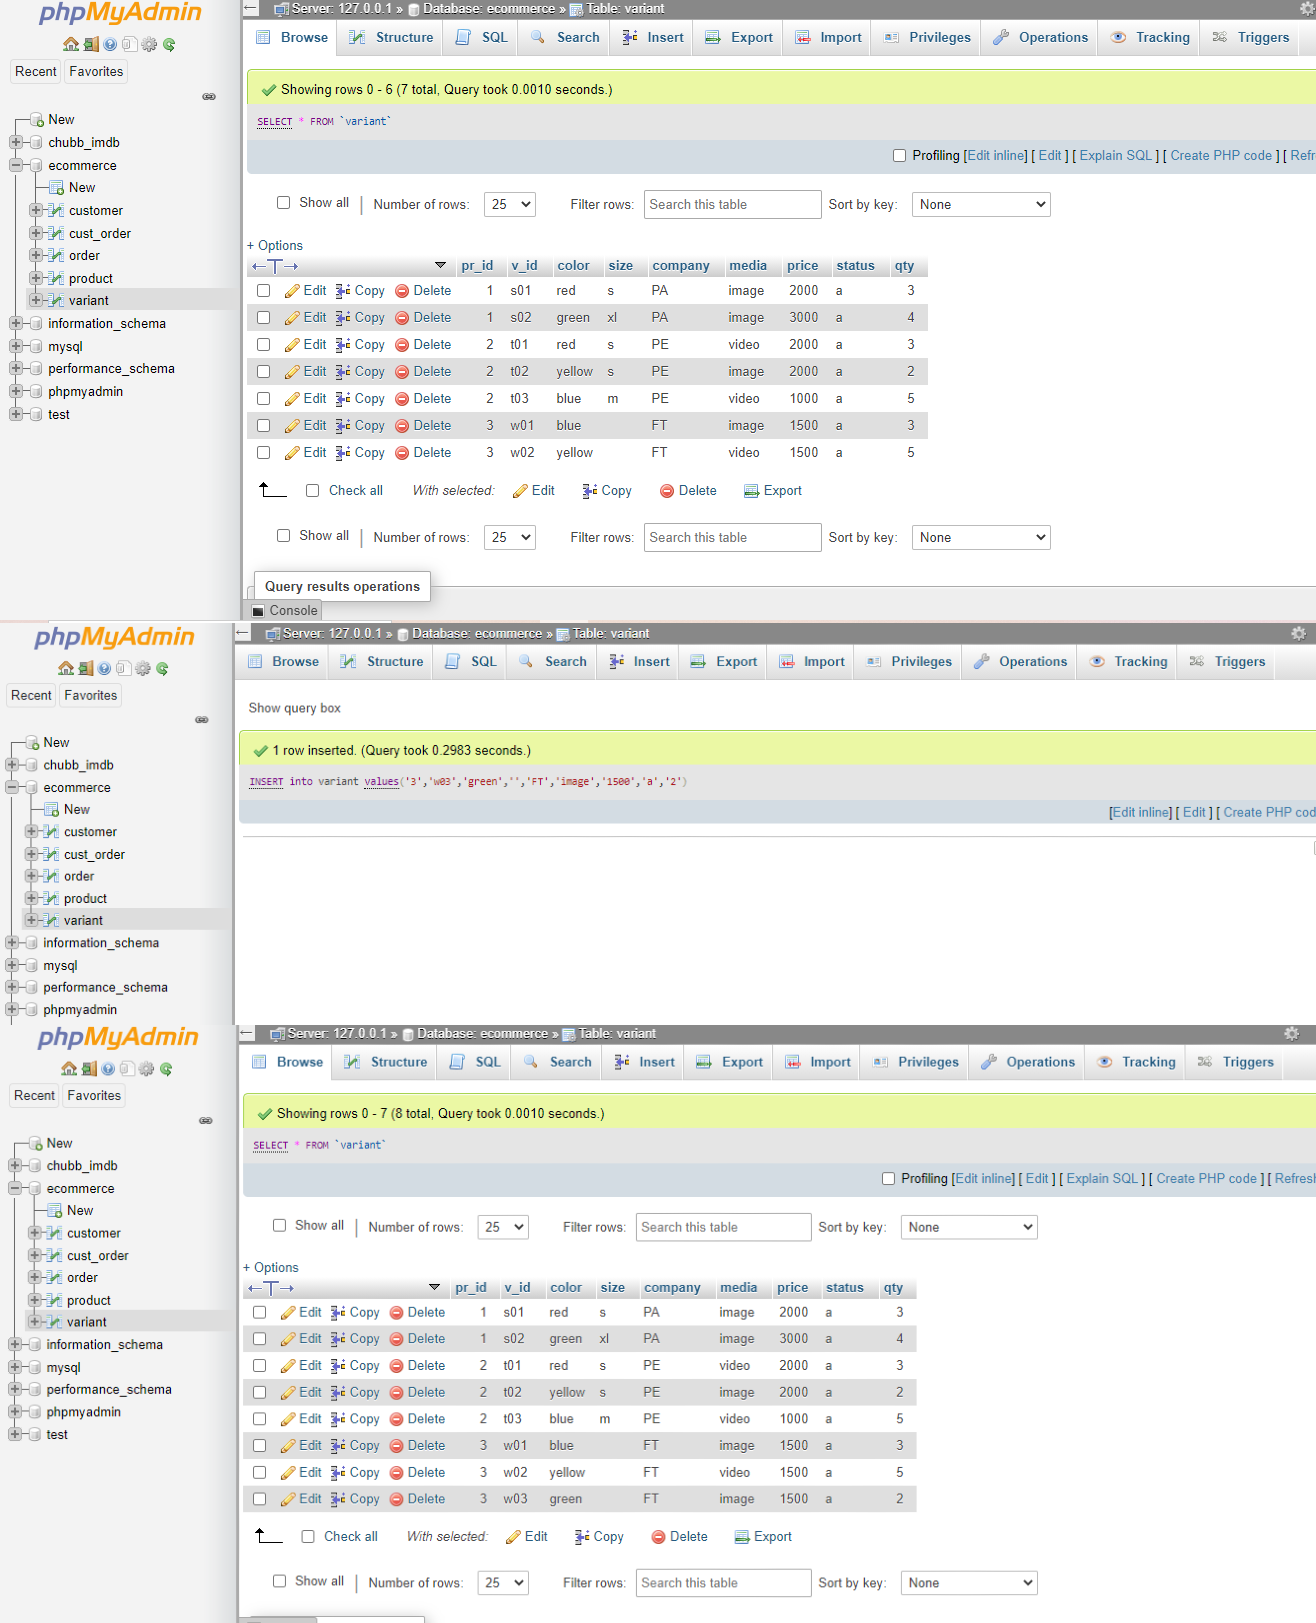 phpMyAdmin
Recent Favorites
New
chubb_imdb
ecommerce
New
customer
cust_order
order
product
variant
information_schema
mysql
performance_schema
phpmyadmin
test
Server: 127.0.0.1 » Database: ecommerce » Table: variant
Browse Structure SQL Search Insert Export Import Privileges Operations Tracking Triggers
Showing rows 0 - 6 (7 total, Query took 0.0010 seconds.)
SELECT * FROM `variant`
Profiling [Edit inline] [ Edit ] [ Explain SQL ] [ Create PHP code ] [ Refr
Show all | Number of rows: 25 Filter rows: Search this table Sort by key: None
+ Options
←T→ pr_id v_id color size company media price status qty
Edit Copy Delete 1 s01 red s PA image 2000 a 3
Edit Copy Delete 1 s02 green xl PA image 3000 a 4
Edit Copy Delete 2 t01 red s PE video 2000 a 3
Edit Copy Delete 2 t02 yellow s PE image 2000 a 2
Edit Copy Delete 2 t03 blue m PE video 1000 a 5
Edit Copy Delete 3 w01 blue FT image 1500 a 3
Edit Copy Delete 3 w02 yellow FT video 1500 a 5
Check all With selected: Edit Copy Delete Export
Show all | Number of rows: 25 Filter rows: Search this table Sort by key: None
Query results operations
Console
phpMyAdmin
Recent Favorites
New
chubb_imdb
ecommerce
New
customer
cust_order
order
product
variant
information_schema
mysql
performance_schema
phpmyadmin
Server: 127.0.0.1 » Database: ecommerce » Table: variant
Browse Structure SQL Search Insert Export Import Privileges Operations Tracking Triggers
Show query box
1 row inserted. (Query took 0.2983 seconds.)
INSERT into variant values('3','w03','green','','FT','image','1500','a','2')
[Edit inline] [ Edit ] [ Create PHP cod
phpMyAdmin
Recent Favorites
New
chubb_imdb
ecommerce
New
customer
cust_order
order
product
variant
information_schema
mysql
performance_schema
phpmyadmin
test
Server: 127.0.0.1 » Database: ecommerce » Table: variant
Browse Structure SQL Search Insert Export Import Privileges Operations Tracking Triggers
Showing rows 0 - 7 (8 total, Query took 0.0010 seconds.)
SELECT * FROM `variant`
Profiling [Edit inline] [ Edit ] [ Explain SQL ] [ Create PHP code ] [ Refresh
Show all | Number of rows: 25 Filter rows: Search this table Sort by key: None
+ Options
←T→ pr_id v_id color size company media price status qty
Edit Copy Delete 1 s01 red s PA image 2000 a 3
Edit Copy Delete 1 s02 green xl PA image 3000 a 4
Edit Copy Delete 2 t01 red s PE video 2000 a 3
Edit Copy Delete 2 t02 yellow s PE image 2000 a 2
Edit Copy Delete 2 t03 blue m PE video 1000 a 5
Edit Copy Delete 3 w01 blue FT image 1500 a 3
Edit Copy Delete 3 w02 yellow FT video 1500 a 5
Edit Copy Delete 3 w03 green FT image 1500 a 2
Check all With selected: Edit Copy Delete Export
Show all | Number of rows: 25 Filter rows: Search this table Sort by key: None